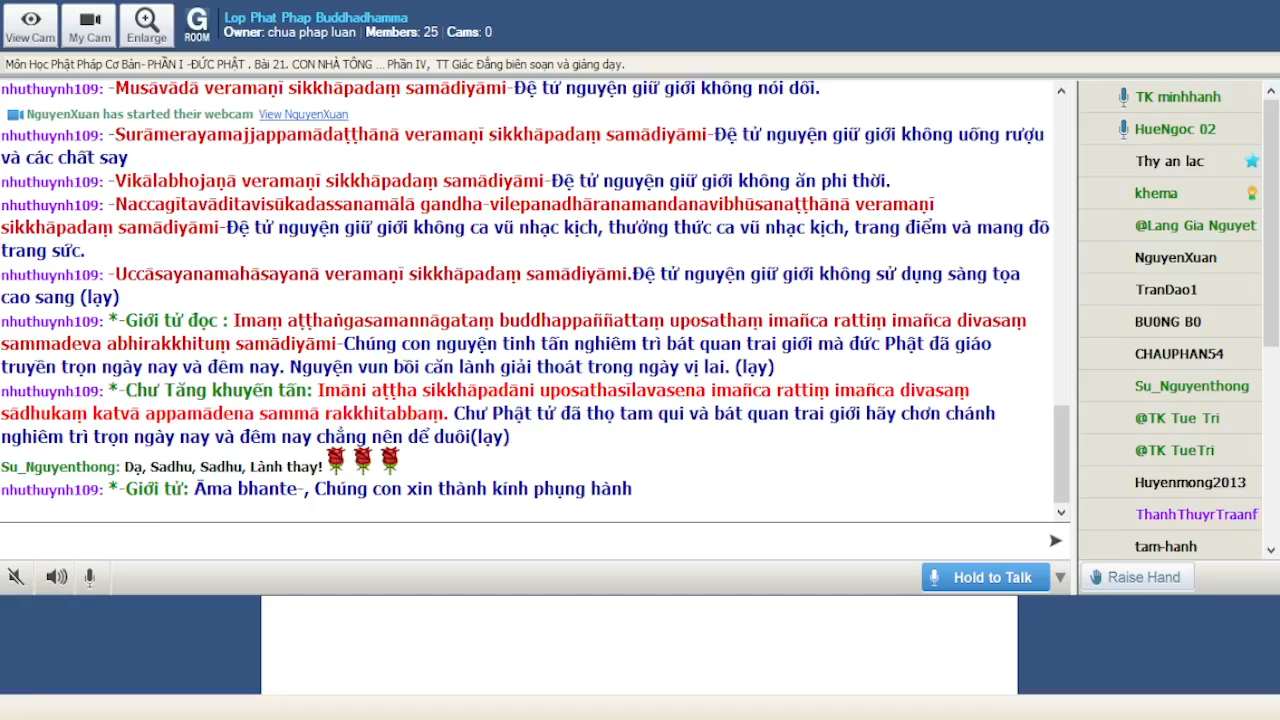 Lop Phat Phap Buddhadhamma
Owner: chua phap luan | Members: 25 | Cams: 0
View Cam
My Cam
Enlarge
G ROOM
Môn Học Phật Pháp Cơ Bản- PHẦN I -ĐỨC PHẬT . Bài 21. CON NHÀ TÔNG ... Phần IV, TT Giác Đẳng biên soạn và giảng dạy.
nhuthuynh109: -Musāvādā veramaṇī sikkhāpadaṃ samādiyāmi-Đệ tử nguyện giữ giới không nói dối.
NguyenXuan has started their webcam View NguyenXuan
nhuthuynh109: -Surāmerayamajjappamādaṭṭhānā veramaṇī sikkhāpadaṃ samādiyāmi-Đệ tử nguyện giữ giới không uống rượu
và các chất say
nhuthuynh109: -Vikālabhojaṇā veramaṇī sikkhāpadaṃ samādiyāmi-Đệ tử nguyện giữ giới không ăn phi thời.
nhuthuynh109: -Naccagītavāditavisūkadassanamālā gandha-vilepanadhāranamandanavibhūsanaṭṭhānā veramaṇī
sikkhāpadaṃ samādiyāmi-Đệ tử nguyện giữ giới không ca vũ nhạc kịch, thưởng thức ca vũ nhạc kịch, trang điểm và mang đồ
trang sức.
nhuthuynh109: -Uccāsayanamahāsayanā veramaṇī sikkhāpadaṃ samādiyāmi.Đệ tử nguyện giữ giới không sử dụng sàng tọa
cao sang (lạy)
nhuthuynh109: *-Giới tử đọc : Imaṃ aṭṭhaṅgasamannāgataṃ buddhappaññattaṃ uposathaṃ imañca rattiṃ imañca divasaṃ
sammadeva abhirakkhituṃ samādiyāmi-Chúng con nguyện tinh tấn nghiêm trì bát quan trai giới mà đức Phật đã giáo
truyền trọn ngày nay và đêm nay. Nguyện vun bồi căn lành giải thoát trong ngày vị lai. (lạy)
nhuthuynh109: *-Chư Tăng khuyến tấn: Imāni aṭṭha sikkhāpadāni uposathasīlavasena imañca rattiṃ imañca divasaṃ
sādhukaṃ katvā appamādena sammā rakkhitabbaṃ. Chư Phật tử đã thọ tam qui và bát quan trai giới hãy chơn chánh
nghiêm trì trọn ngày nay và đêm nay chẳng nên dể duôi(lạy)
Su_Nguyenthong: Dạ, Sadhu, Sadhu, Lành thay!
nhuthuynh109: *-Giới tử: Āma bhante-, Chúng con xin thành kính phụng hành
TK minhhanh
HueNgoc 02
Thy an lac
khema
@Lang Gia Nguyet
NguyenXuan
TranDao1
BU0NG B0
CHAUPHAN54
Su_Nguyenthong
@TK Tue Tri
@TK TueTri
Huyenmong2013
ThanhThuyrTraanf
tam-hanh
Hold to Talk
Raise Hand